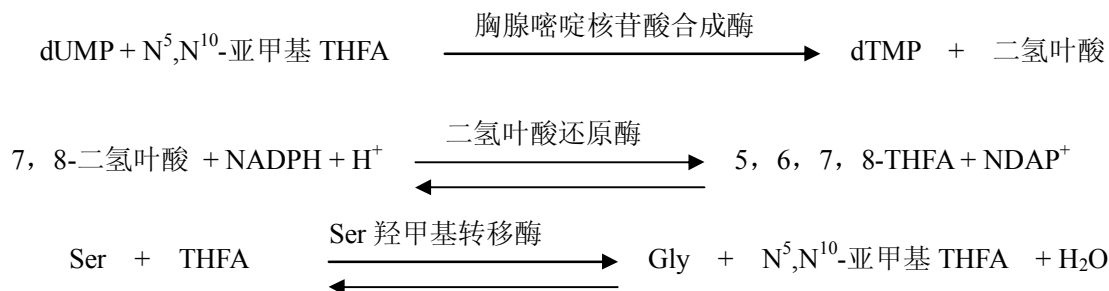 胸腺嘧啶核苷酸合成酶
dUMP + N⁵,N¹⁰-亚甲基 THFA dTMP + 二氢叶酸
二氢叶酸还原酶
7，8-二氢叶酸 + NADPH + H⁺ 5，6，7，8-THFA + NDAP⁺
Ser 羟甲基转移酶
Ser + THFA Gly + N⁵,N¹⁰-亚甲基 THFA + H₂O